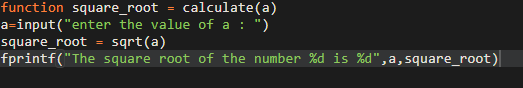 function square_root = calculate(a)
a=input("enter the value of a : ")
square_root = sqrt(a)
fprintf("The square root of the number %d is %d",a,square_root)